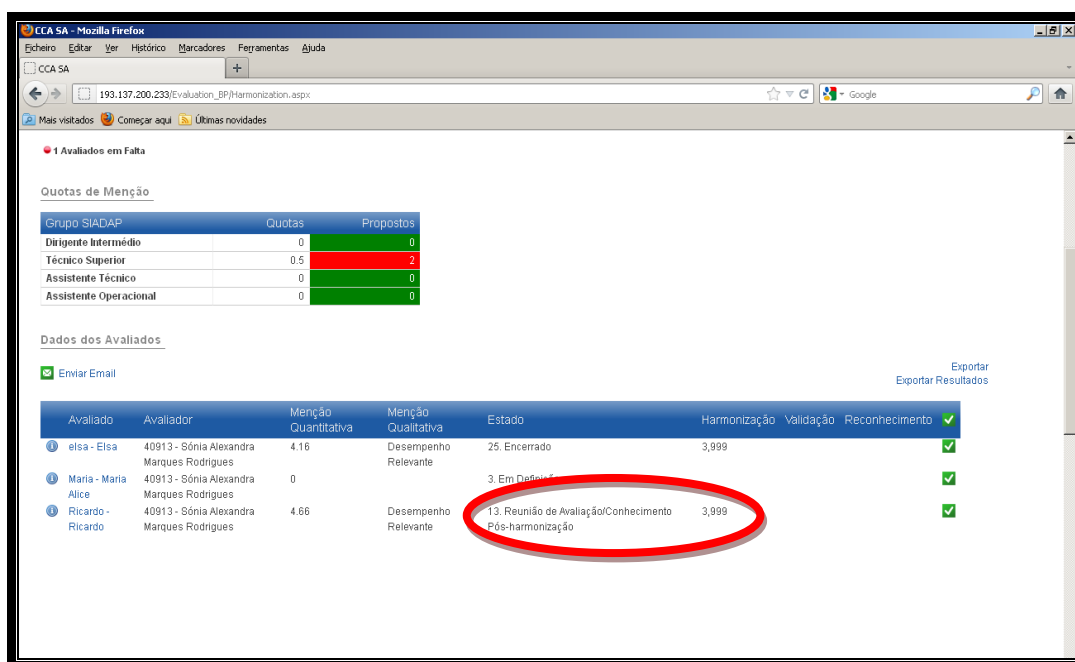 CCA SA - Mozilla Firefox
Ficheiro Editar Ver Histórico Marcadores Ferramentas Ajuda
CCA SA
193.137.200.233/Evaluation_BP/Harmonization.aspx
Google
Mais visitados Começar aqui Últimas novidades
1 Avaliados em Falta
Quotas de Menção
Grupo SIADAP Quotas Propostos
Dirigente Intermédio 0 0
Técnico Superior 0.5 2
Assistente Técnico 0 0
Assistente Operacional 0 0
Dados dos Avaliados
Enviar Email
Exportar
Exportar Resultados
Avaliado Avaliador Menção Quantitativa Menção Qualitativa Estado Harmonização Validação Reconhecimento
elsa - Elsa 40913 - Sónia Alexandra Marques Rodrigues 4.16 Desempenho Relevante 25. Encerrado 3,999
Maria - Maria Alice 40913 - Sónia Alexandra Marques Rodrigues 0 3. Em Definição
Ricardo - Ricardo 40913 - Sónia Alexandra Marques Rodrigues 4.66 Desempenho Relevante 13. Reunião de Avaliação/Conhecimento Pós-harmonização 3,999